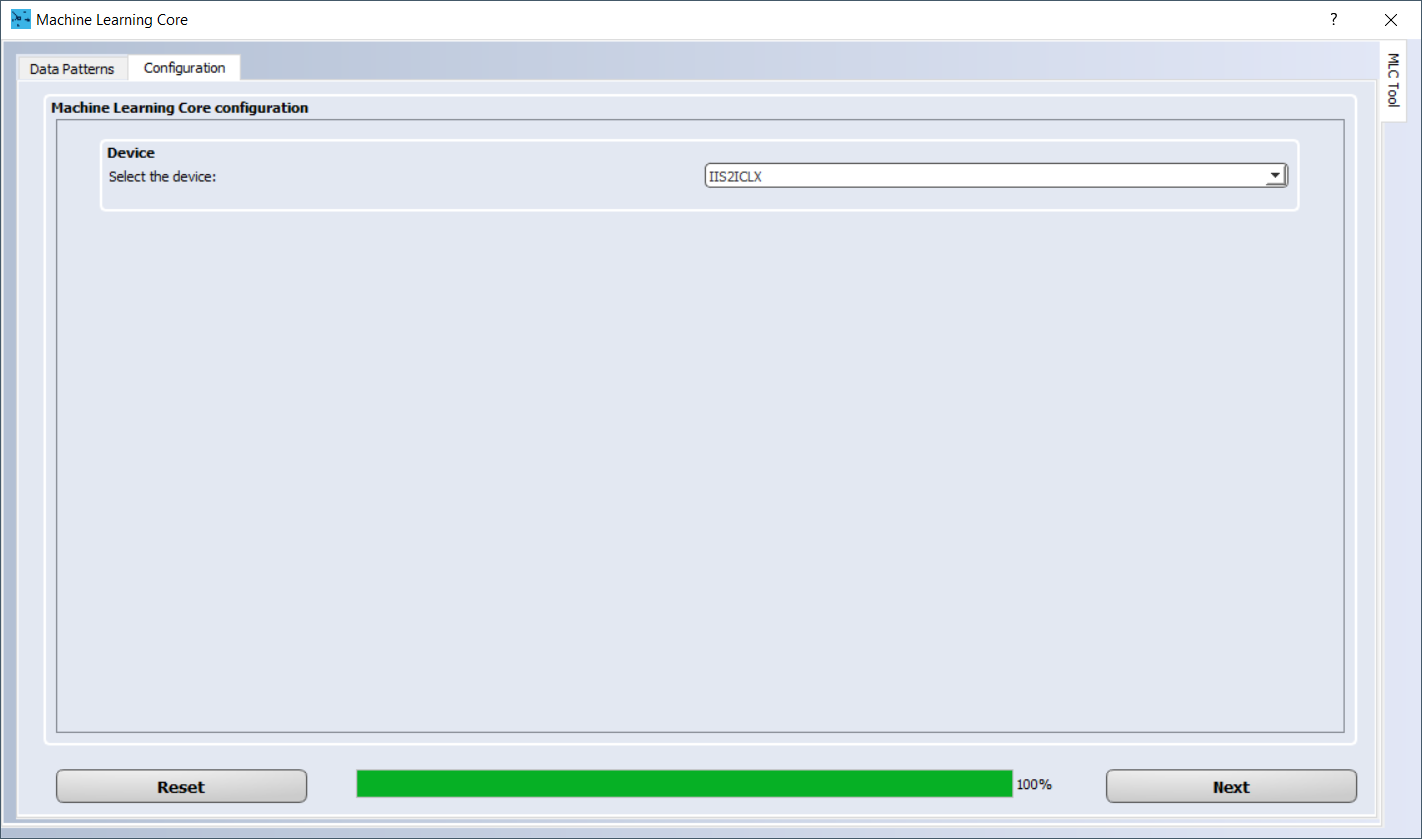 Machine Learning Core
?
Data Patterns
Configuration
MLC Tool
Machine Learning Core configuration
Device
Select the device:
IIS2ICLX
Reset
100%
Next